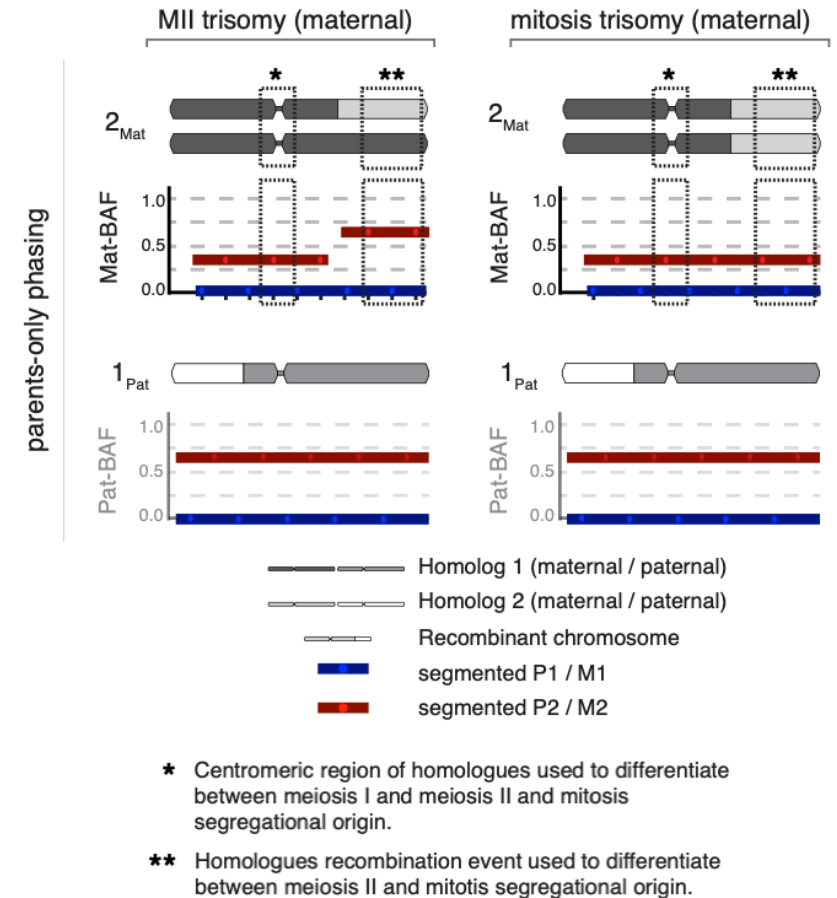 MII trisomy (maternal)
mitosis trisomy (maternal)
* **
* **
2Mat
2Mat
parents-only phasing
Mat-BAF
1.0
0.5
0.0
Mat-BAF
1.0
0.5
0.0
1Pat
1Pat
Pat-BAF
1.0
0.5
0.0
Pat-BAF
1.0
0.5
0.0
Homolog 1 (maternal / paternal)
Homolog 2 (maternal / paternal)
Recombinant chromosome
segmented P1 / M1
segmented P2 / M2
* Centromeric region of homologues used to differentiate
between meiosis I and meiosis II and mitosis
segregational origin.
** Homologues recombination event used to differentiate
between meiosis II and mitotis segregational origin.